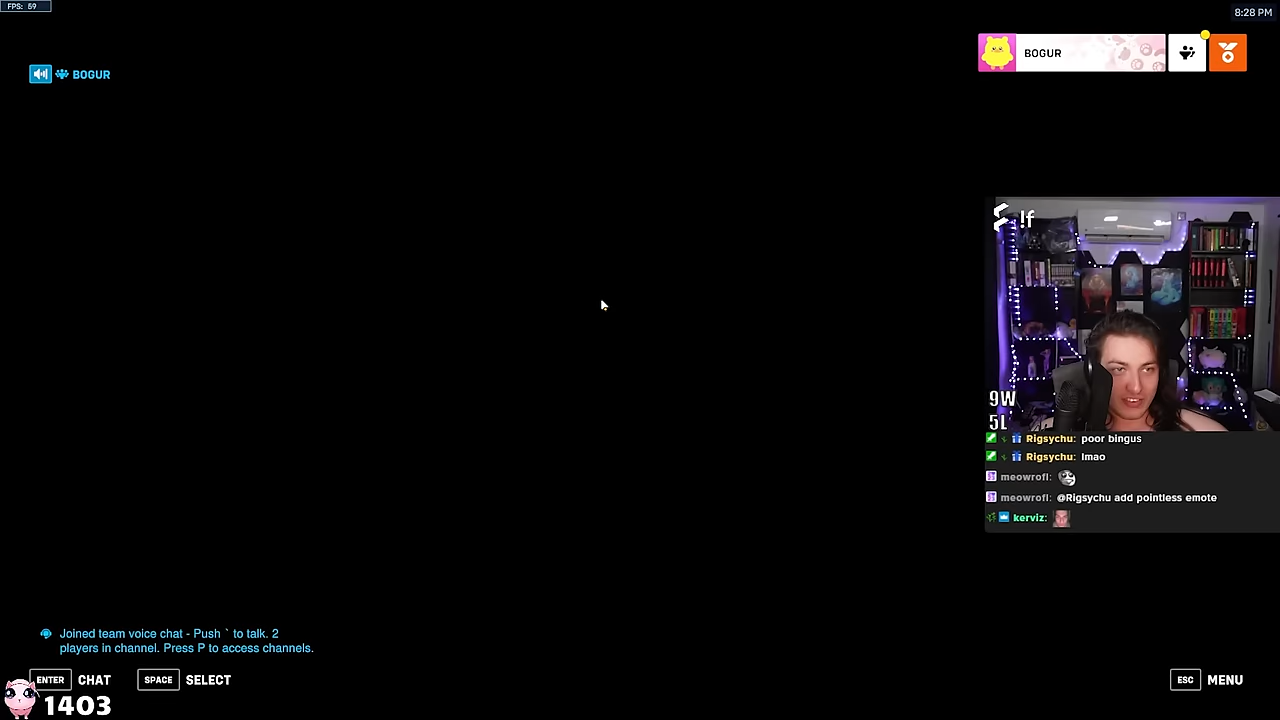 FPS: 59
8:28 PM
BOGUR
BOGUR
!f
9W
5L
Rigsychu: poor bingus
Rigsychu: lmao
meowrofl:
meowrofl: @Rigsychu add pointless emote
kerviz:
Joined team voice chat - Push ` to talk. 2
players in channel. Press P to access channels.
ENTER CHAT SPACE SELECT
ESC MENU
1403